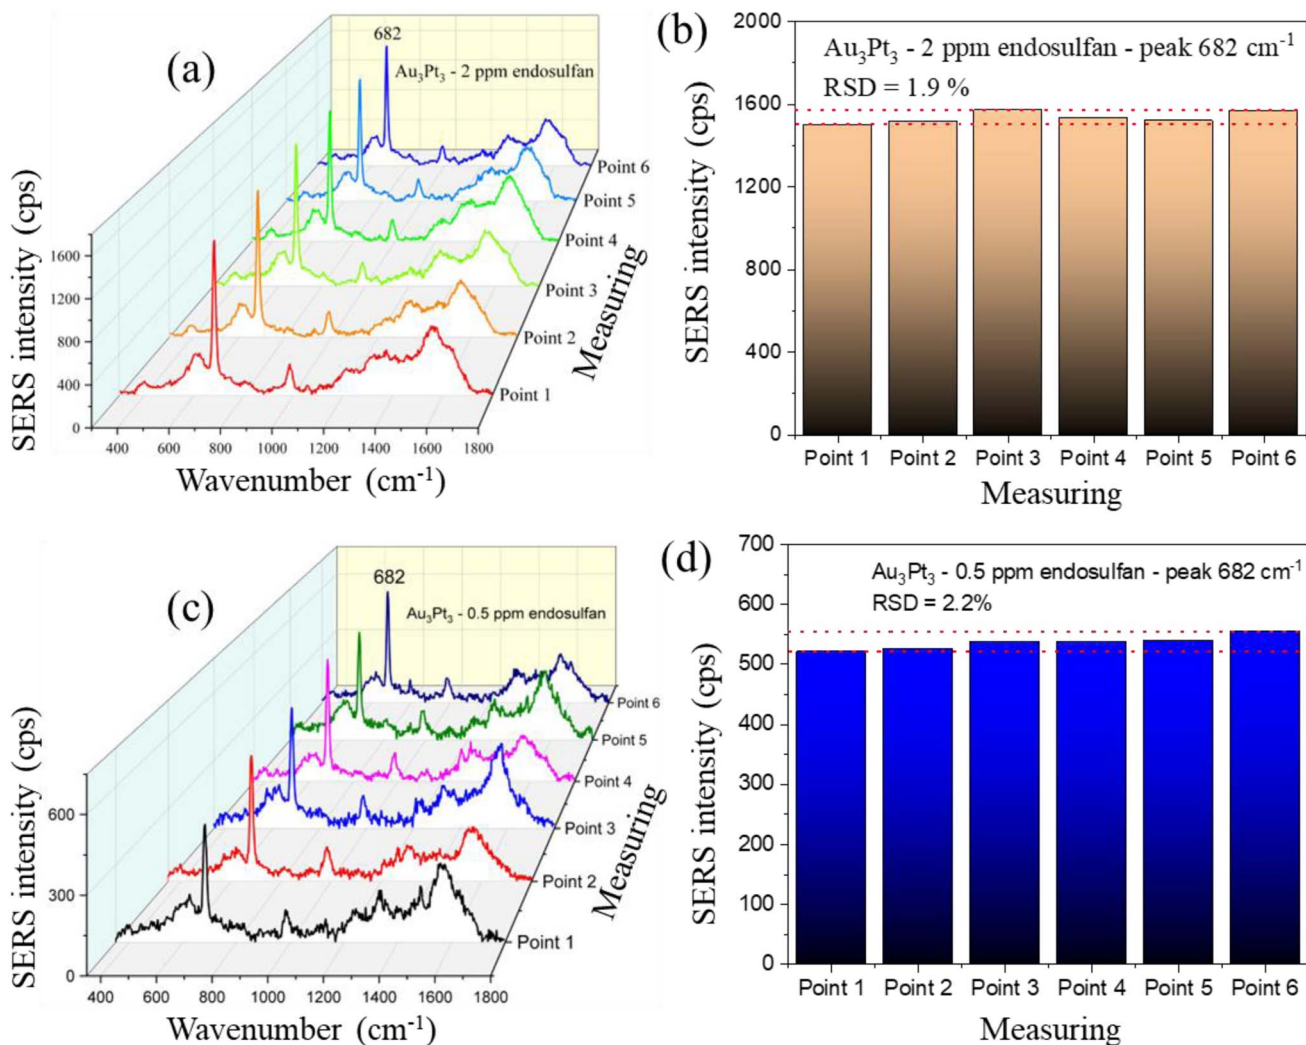 (a)
682
Au₃Pt₃ - 2 ppm endosulfan
Point 6
Point 5
Point 4
Point 3
Point 2
Point 1
Measuring
SERS intensity (cps)
1600
1200
800
400
0
400 600 800 1000 1200 1400 1600 1800
Wavenumber (cm⁻¹)
(b)
Au₃Pt₃ - 2 ppm endosulfan - peak 682 cm⁻¹
RSD = 1.9 %
SERS intensity (cps)
2000
1600
1200
800
400
0
Point 1 Point 2 Point 3 Point 4 Point 5 Point 6
Measuring
(c)
682
Au₃Pt₃ - 0.5 ppm endosulfan
Point 6
Point 5
Point 4
Point 3
Point 2
Point 1
Measuring
SERS intensity (cps)
600
300
0
400 600 800 1000 1200 1400 1600 1800
Wavenumber (cm⁻¹)
(d)
Au₃Pt₃ - 0.5 ppm endosulfan - peak 682 cm⁻¹
RSD = 2.2%
SERS intensity (cps)
700
600
500
400
300
200
100
0
Point 1 Point 2 Point 3 Point 4 Point 5 Point 6
Measuring